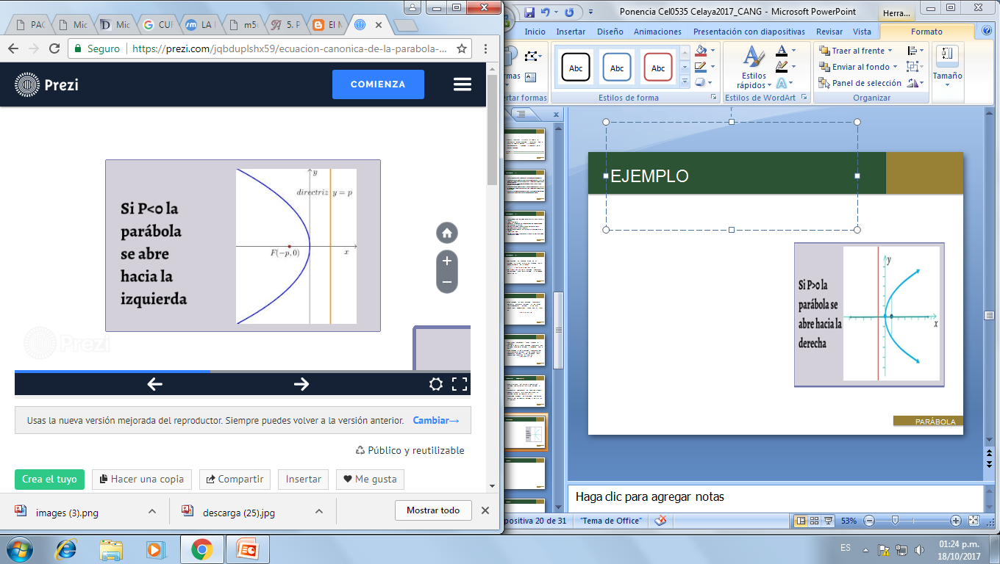 PAC
Mic
Mic
CUR
LA
m5
5. P
El M
Seguro
https://prezi.com/jqbduplshx59/ecuacion-canonica-de-la-parabola-...
Prezi
COMIENZA
Si P<0 la
parábola
se abre
hacia la
izquierda
y
directriz y = p
F(-p, 0)
x
Prezi
Usas la nueva versión mejorada del reproductor. Siempre puedes volver a la versión anterior. Cambiar→
Público y reutilizable
Crea el tuyo
Hacer una copia
Compartir
Insertar
Me gusta
images (3).png
descarga (25).jpg
Mostrar todo
Ponencia Cel0535 Celaya2017_CANG - Microsoft PowerPoint
Herra...
Inicio
Insertar
Diseño
Animaciones
Presentación con diapositivas
Revisar
Vista
Formato
rmas
Abc
Abc
Abc
Estilos
rápidos
A
A
Traer al frente
Enviar al fondo
Panel de selección
Tamaño
ertar formas
Estilos de forma
Estilos de WordArt
Organizar
EJEMPLO
Si P>0 la
parábola se
abre hacia la
derecha
y
x
PARÁBOLA
Haga clic para agregar notas
positiva 20 de 31
"Tema de Office"
53%
ES
01:24 p.m.
18/10/2017